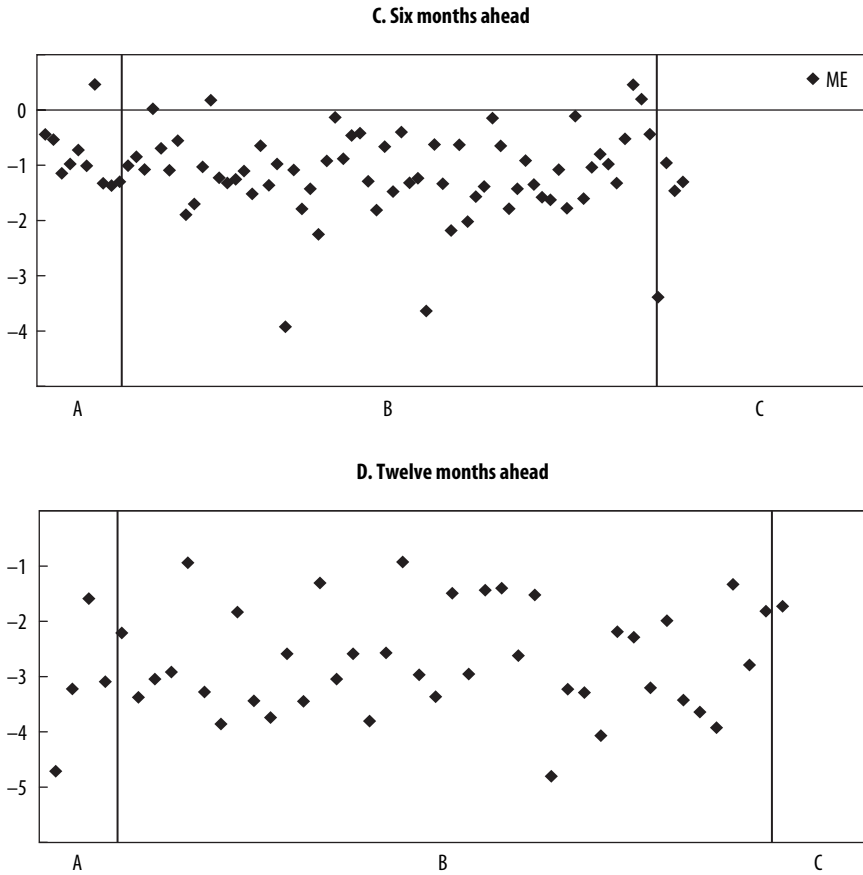 C. Six months ahead
ME
0
–1
–2
–3
–4
A B C
D. Twelve months ahead
–1
–2
–3
–4
–5
A B C